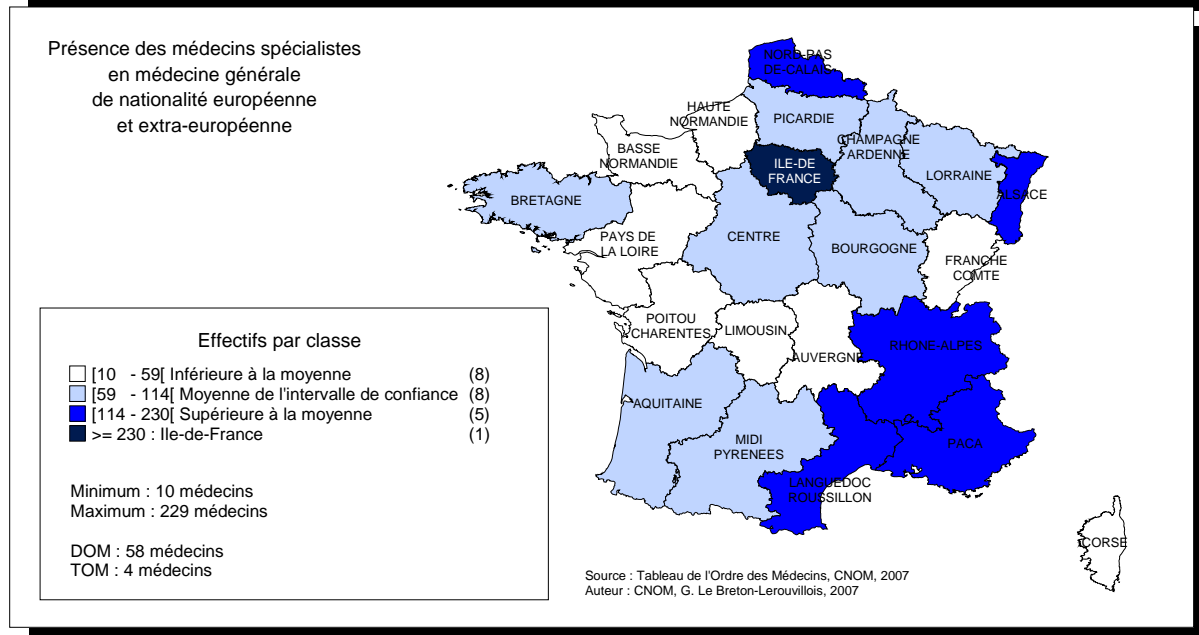 Présence des médecins spécialistes
en médecine générale
de nationalité européenne
et extra-européenne
NORD-PAS
DE-CALAIS
HAUTE
NORMANDIE
PICARDIE
BASSE
NORMANDIE
CHAMPAGNE
ARDENNE
ILE-DE
FRANCE
LORRAINE
ALSACE
BRETAGNE
PAYS DE
LA LOIRE
CENTRE
BOURGOGNE
FRANCHE
COMTE
POITOU
CHARENTES
LIMOUSIN
AUVERGNE
RHONE-ALPES
AQUITAINE
MIDI
PYRENEES
PACA
LANGUEDOC
ROUSSILLON
CORSE
Effectifs par classe
[10 - 59[ Inférieure à la moyenne (8)
[59 - 114[ Moyenne de l'intervalle de confiance (8)
[114 - 230[ Supérieure à la moyenne (5)
>= 230 : Ile-de-France (1)
Minimum : 10 médecins
Maximum : 229 médecins
DOM : 58 médecins
TOM : 4 médecins
Source : Tableau de l'Ordre des Médecins, CNOM, 2007
Auteur : CNOM, G. Le Breton-Lerouvillois, 2007